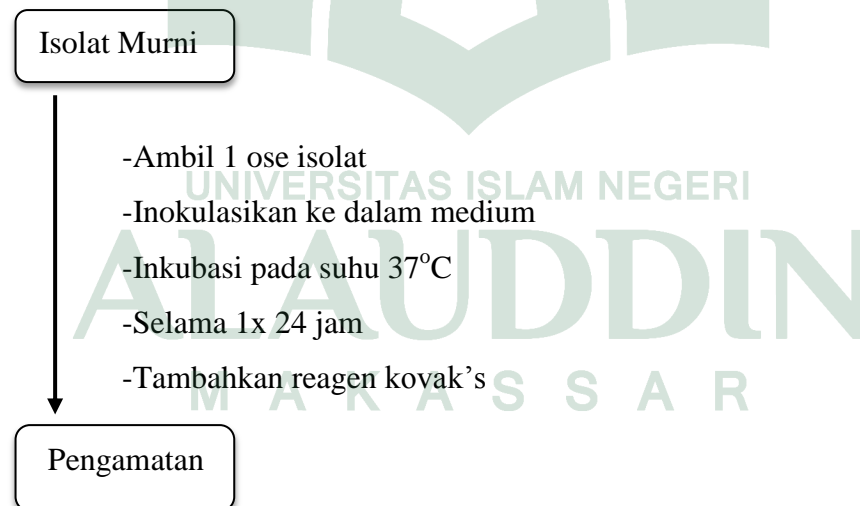 Isolat Murni
-Ambil 1 ose isolat
UNIVERSITAS ISLAM NEGERI
-Inokulasikan ke dalam medium
-Inkubasi pada suhu 37°C
ALAUDDIN
-Selama 1x 24 jam
-Tambahkan reagen kovak’s
MAKASSAR
Pengamatan